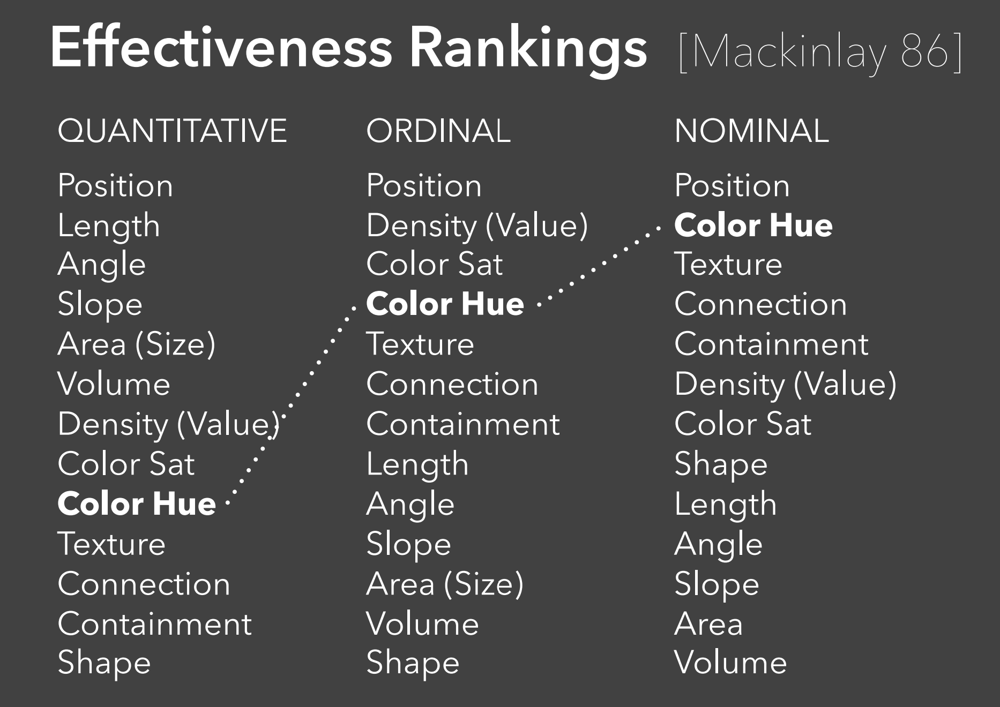 Effectiveness Rankings [Mackinlay 86]
QUANTITATIVE
Position
Length
Angle
Slope
Area (Size)
Volume
Density (Value)
Color Sat
Color Hue
Texture
Connection
Containment
Shape
ORDINAL
Position
Density (Value)
Color Sat
Color Hue
Texture
Connection
Containment
Length
Angle
Slope
Area (Size)
Volume
Shape
NOMINAL
Position
Color Hue
Texture
Connection
Containment
Density (Value)
Color Sat
Shape
Length
Angle
Slope
Area
Volume